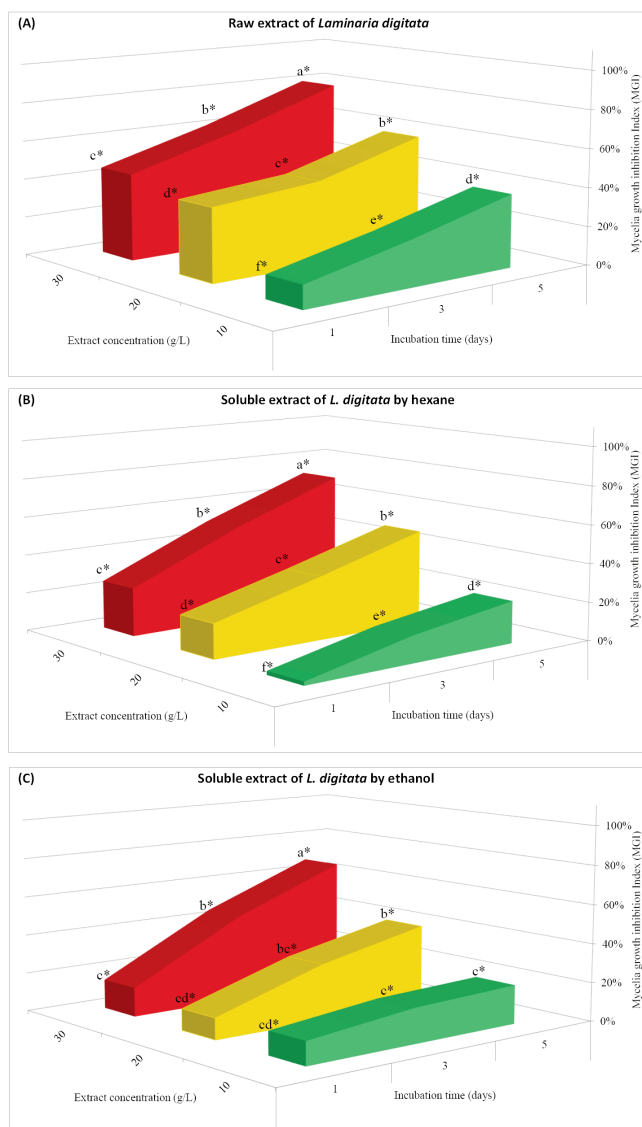 (A)
Raw extract of Laminaria digitata
a*
b*
c*
b*
c*
d*
d*
e*
f*
100%
80%
60%
40%
20%
0%
Mycelia growth inhibition Index (MGI)
30
20
10
1
3
5
Extract concentration (g/L)
Incubation time (days)
(B)
Soluble extract of L. digitata by hexane
a*
b*
c*
b*
c*
d*
d*
e*
f*
100%
80%
60%
40%
20%
0%
Mycelia growth inhibition Index (MGI)
30
20
10
1
3
5
Extract concentration (g/L)
Incubation time (days)
(C)
Soluble extract of L. digitata by ethanol
a*
b*
c*
b*
bc*
cd*
c*
c*
cd*
100%
80%
60%
40%
20%
0%
Mycelia growth inhibition Index (MGI)
30
20
10
1
3
5
Extract concentration (g/L)
Incubation time (days)